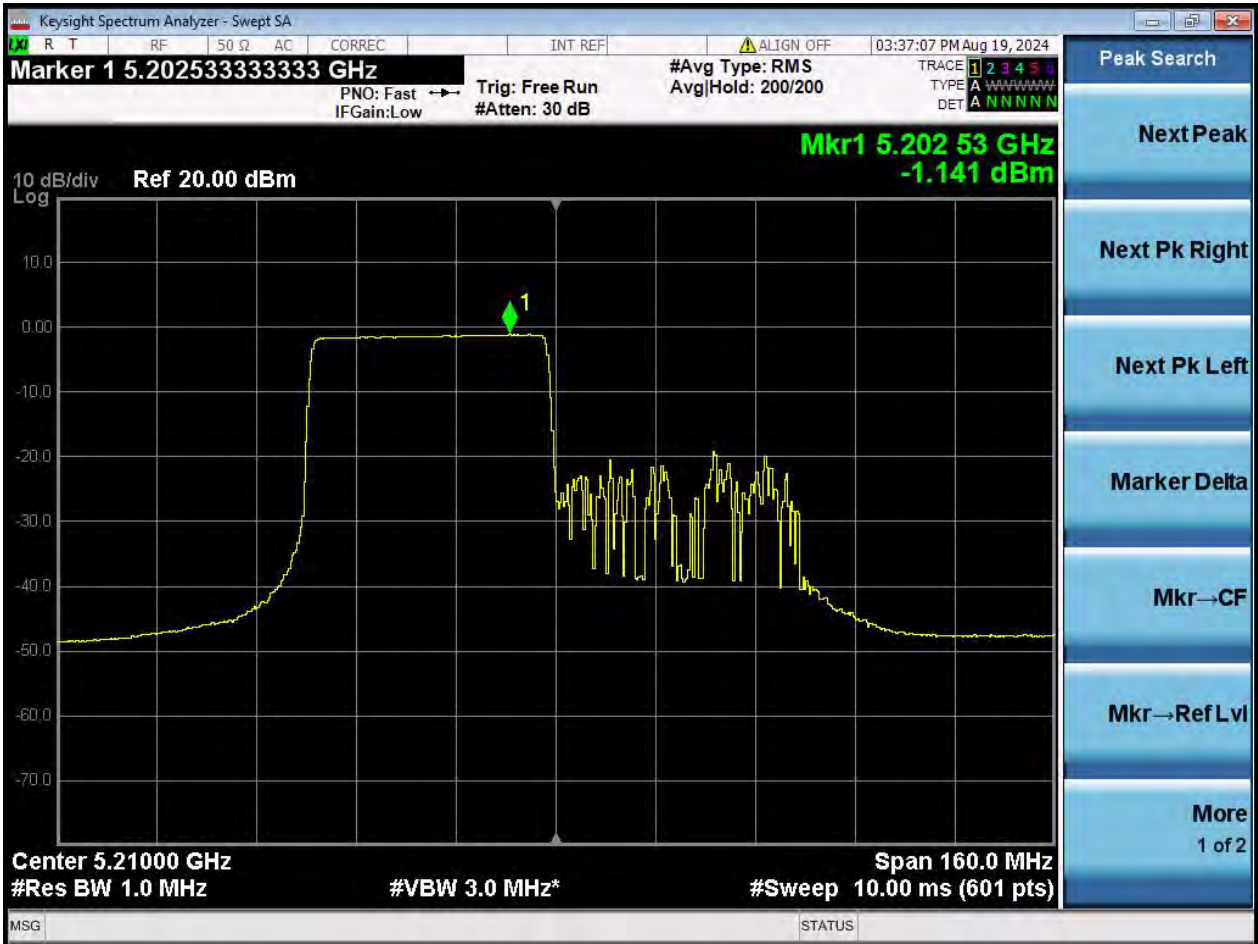 Keysight Spectrum Analyzer - Swept SA
LXI R T RF 50 Ω AC CORREC INT REF ALIGN OFF 03:37:07 PM Aug 19, 2024
Marker 1 5.202533333333 GHz
PNO: Fast
IFGain:Low
Trig: Free Run
#Atten: 30 dB
#Avg Type: RMS
Avg|Hold: 200/200
TRACE 1 2 3 4 5 6
TYPE A WWWWW
DET A N N N N N
Mkr1 5.202 53 GHz
-1.141 dBm
10 dB/div Ref 20.00 dBm
Log
10.0
0.00
-10.0
-20.0
-30.0
-40.0
-50.0
-60.0
-70.0
1
Center 5.21000 GHz Span 160.0 MHz
#Res BW 1.0 MHz #VBW 3.0 MHz* #Sweep 10.00 ms (601 pts)
MSG STATUS
Peak Search
Next Peak
Next Pk Right
Next Pk Left
Marker Delta
Mkr→CF
Mkr→Ref Lvl
More
1 of 2